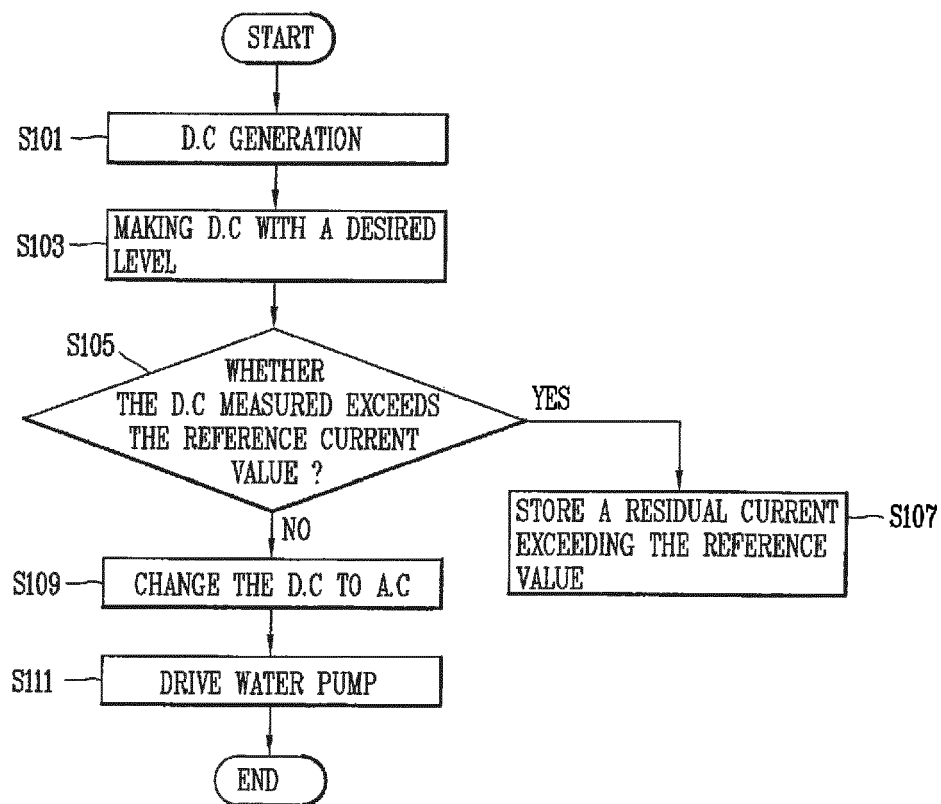 START
S101
D.C GENERATION
S103
MAKING D.C WITH A DESIRED
LEVEL
S105
WHETHER
THE D.C MEASURED EXCEEDS
THE REFERENCE CURRENT
VALUE ?
YES
NO
STORE A RESIDUAL CURRENT
EXCEEDING THE REFERENCE
VALUE
S107
S109
CHANGE THE D.C TO A.C
S111
DRIVE WATER PUMP
END